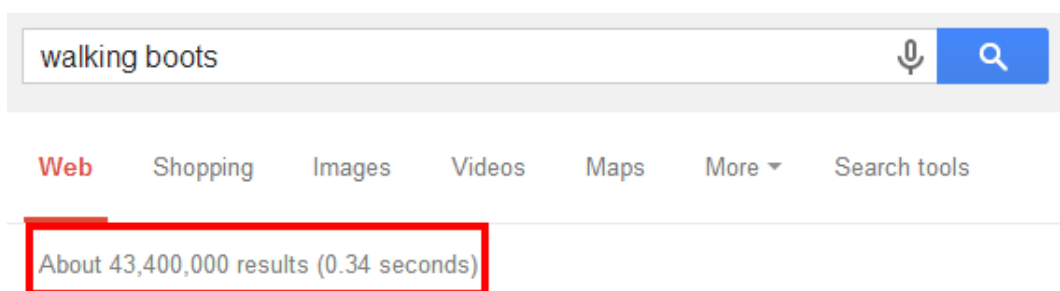 walking boots
Web Shopping Images Videos Maps More Search tools
About 43,400,000 results (0.34 seconds)